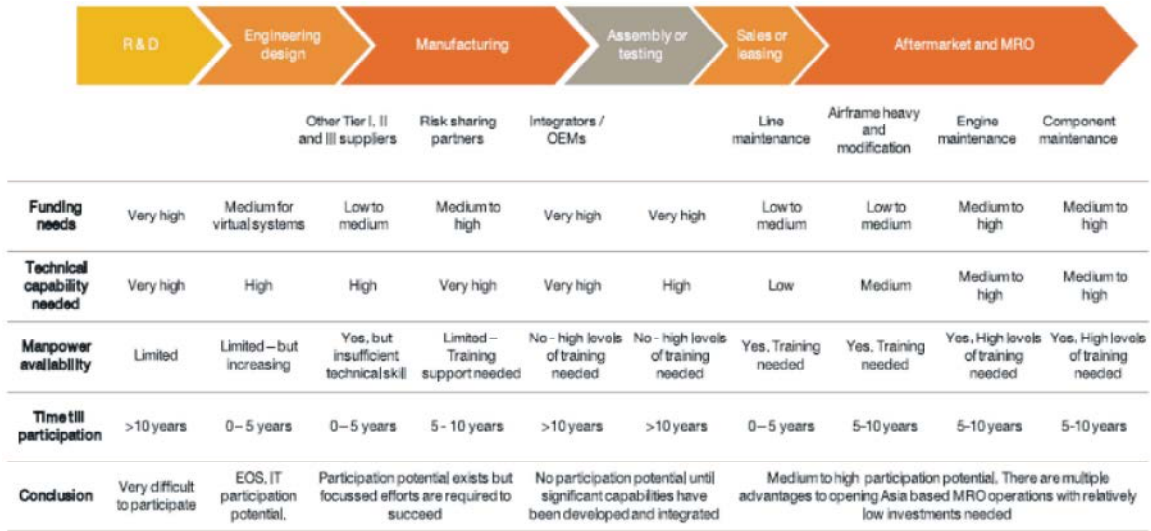 R & D
Engineering
design
Manufacturing
Assembly or
testing
Sales or
leasing
Aftermarket and MRO
Other Tier I, II
and III suppliers
Risk sharing
partners
Integrators /
OEMs
Line
maintenance
Airframe heavy
and
modification
Engine
maintenance
Component
maintenance
Funding
needs
Very high
Medium for
virtual systems
Low to
medium
Medium to
high
Very high
Very high
Low to
medium
Low to
medium
Medium to
high
Medium to
high
Technical
capability
needed
Very high
High
High
Very high
Very high
High
Low
Medium
Medium to
high
Medium to
high
Manpower
availability
Limited
Limited – but
increasing
Yes, but
insufficient
technical skill
Limited –
Training
support needed
No - high levels
of training
needed
No - high levels
of training
needed
Yes, Training
needed
Yes, Training
needed
Yes, High levels
of training
needed
Yes, High levels
of training
needed
Time till
participation
>10 years
0 – 5 years
0 – 5 years
5 - 10 years
>10 years
>10 years
0 – 5 years
5-10 years
5-10 years
5-10 years
Conclusion
Very difficult
to participate
EOS, IT
participation
potential.
Participation potential exists but
focussed efforts are required to
succeed
No participation potential until
significant capabilities have
been developed and integrated
Medium to high participation potential. There are multiple
advantages to opening Asia based MRO operations with relatively
low investments needed